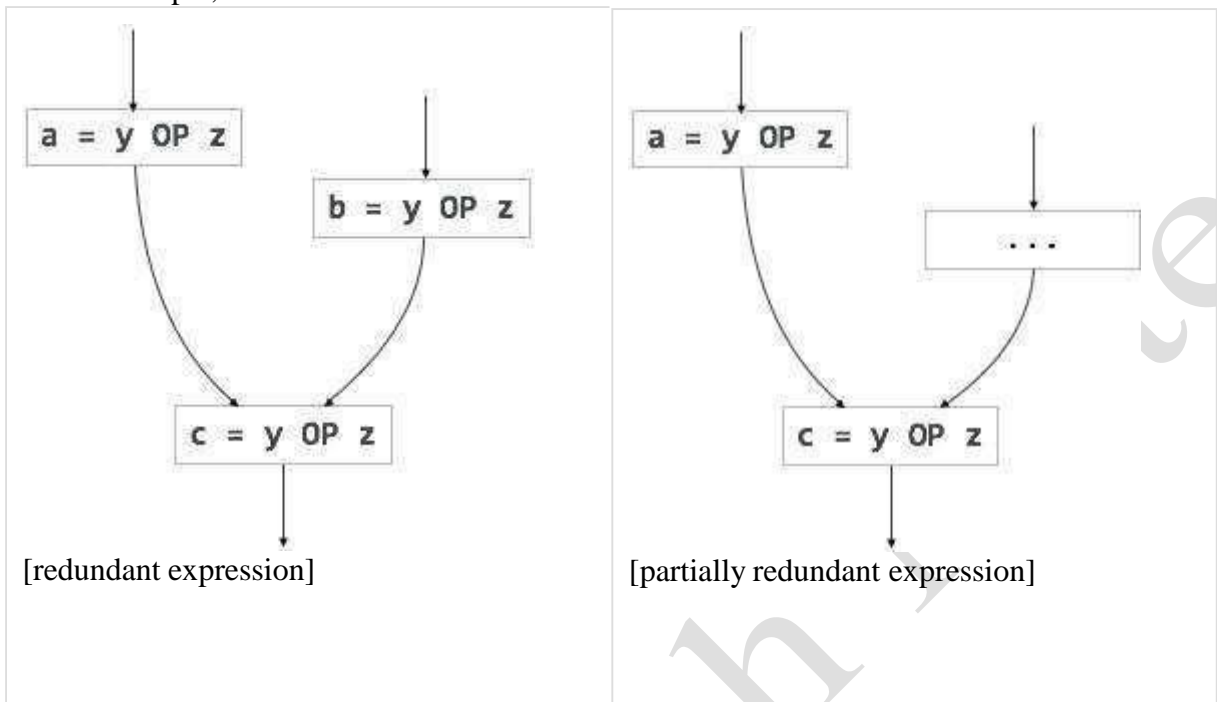 a = y OP z
b = y OP z
c = y OP z
[redundant expression]
a = y OP z
...
c = y OP z
[partially redundant expression]